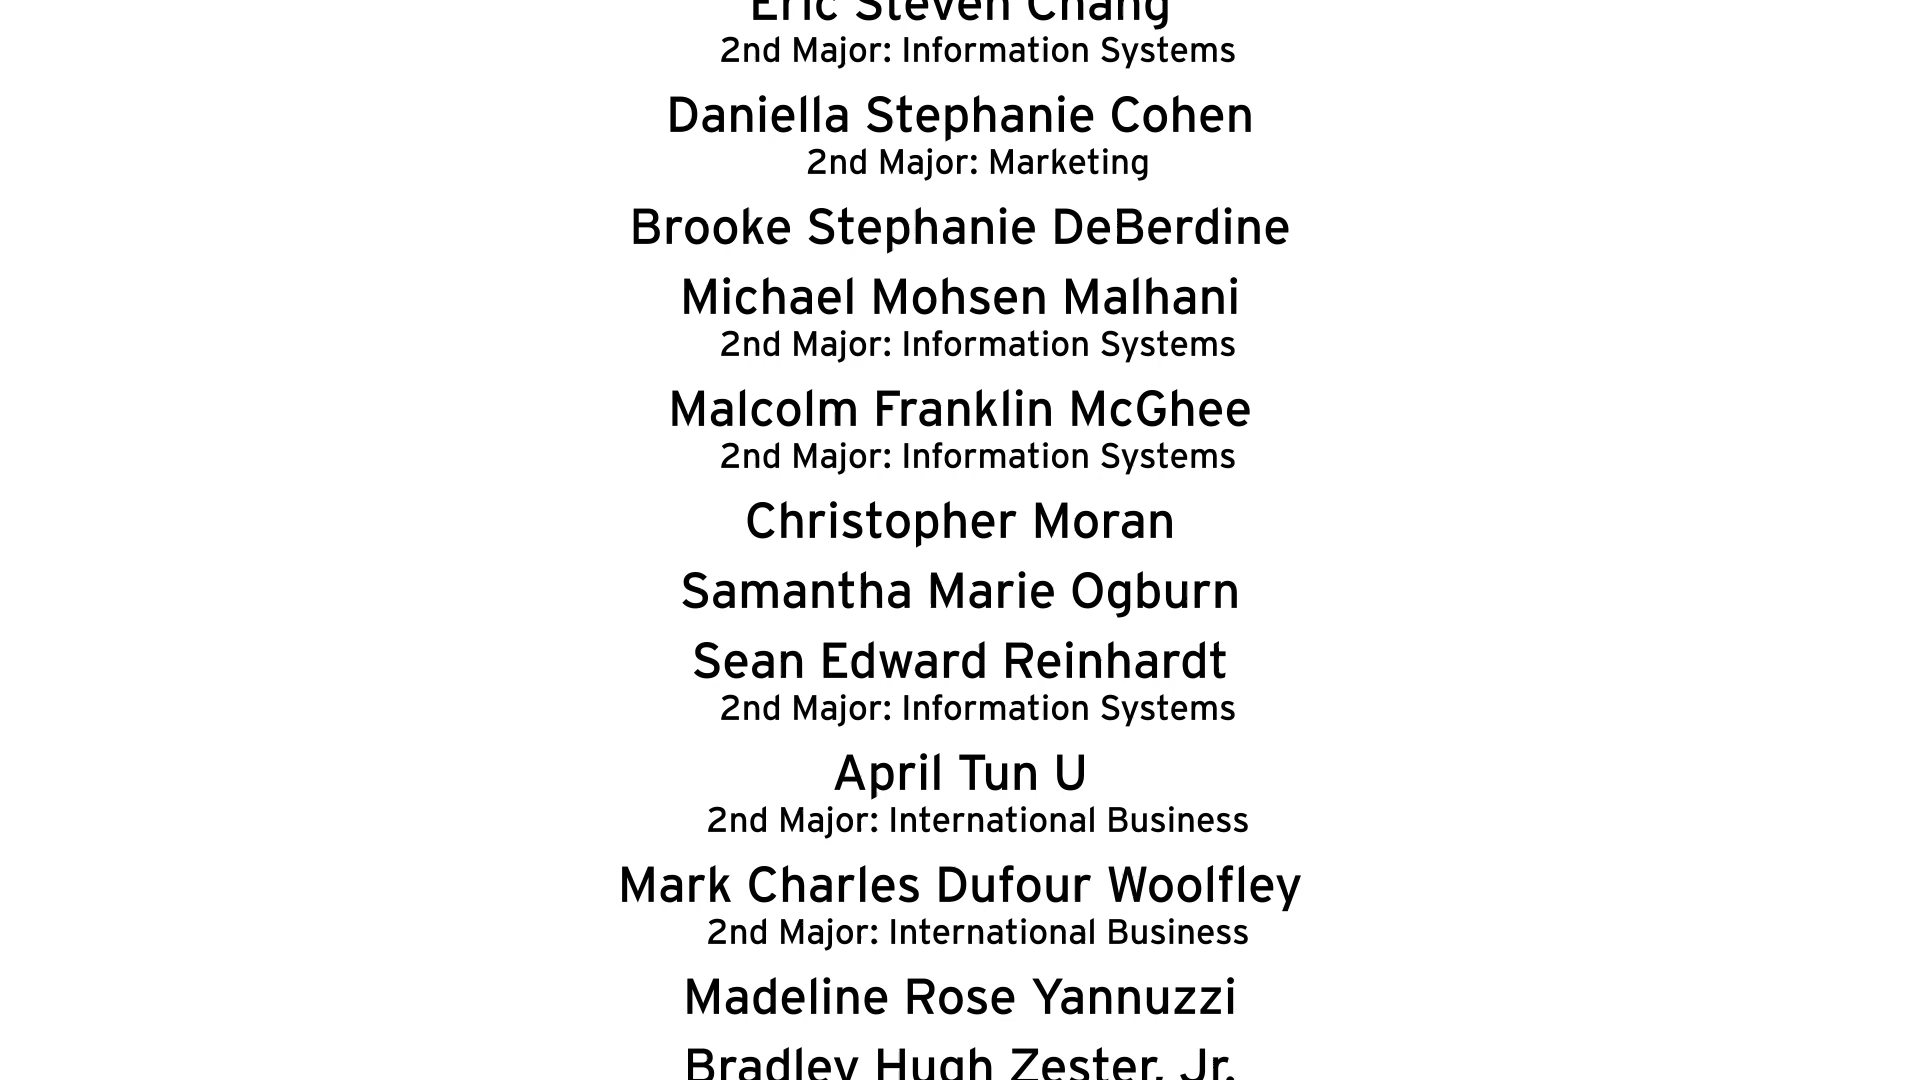 Eric Steven Chang
2nd Major: Information Systems
Daniella Stephanie Cohen
2nd Major: Marketing
Brooke Stephanie DeBerdine
Michael Mohsen Malhani
2nd Major: Information Systems
Malcolm Franklin McGhee
2nd Major: Information Systems
Christopher Moran
Samantha Marie Ogburn
Sean Edward Reinhardt
2nd Major: Information Systems
April Tun U
2nd Major: International Business
Mark Charles Dufour Woolfley
2nd Major: International Business
Madeline Rose Yannuzzi
Bradley Hugh Zester, Jr.